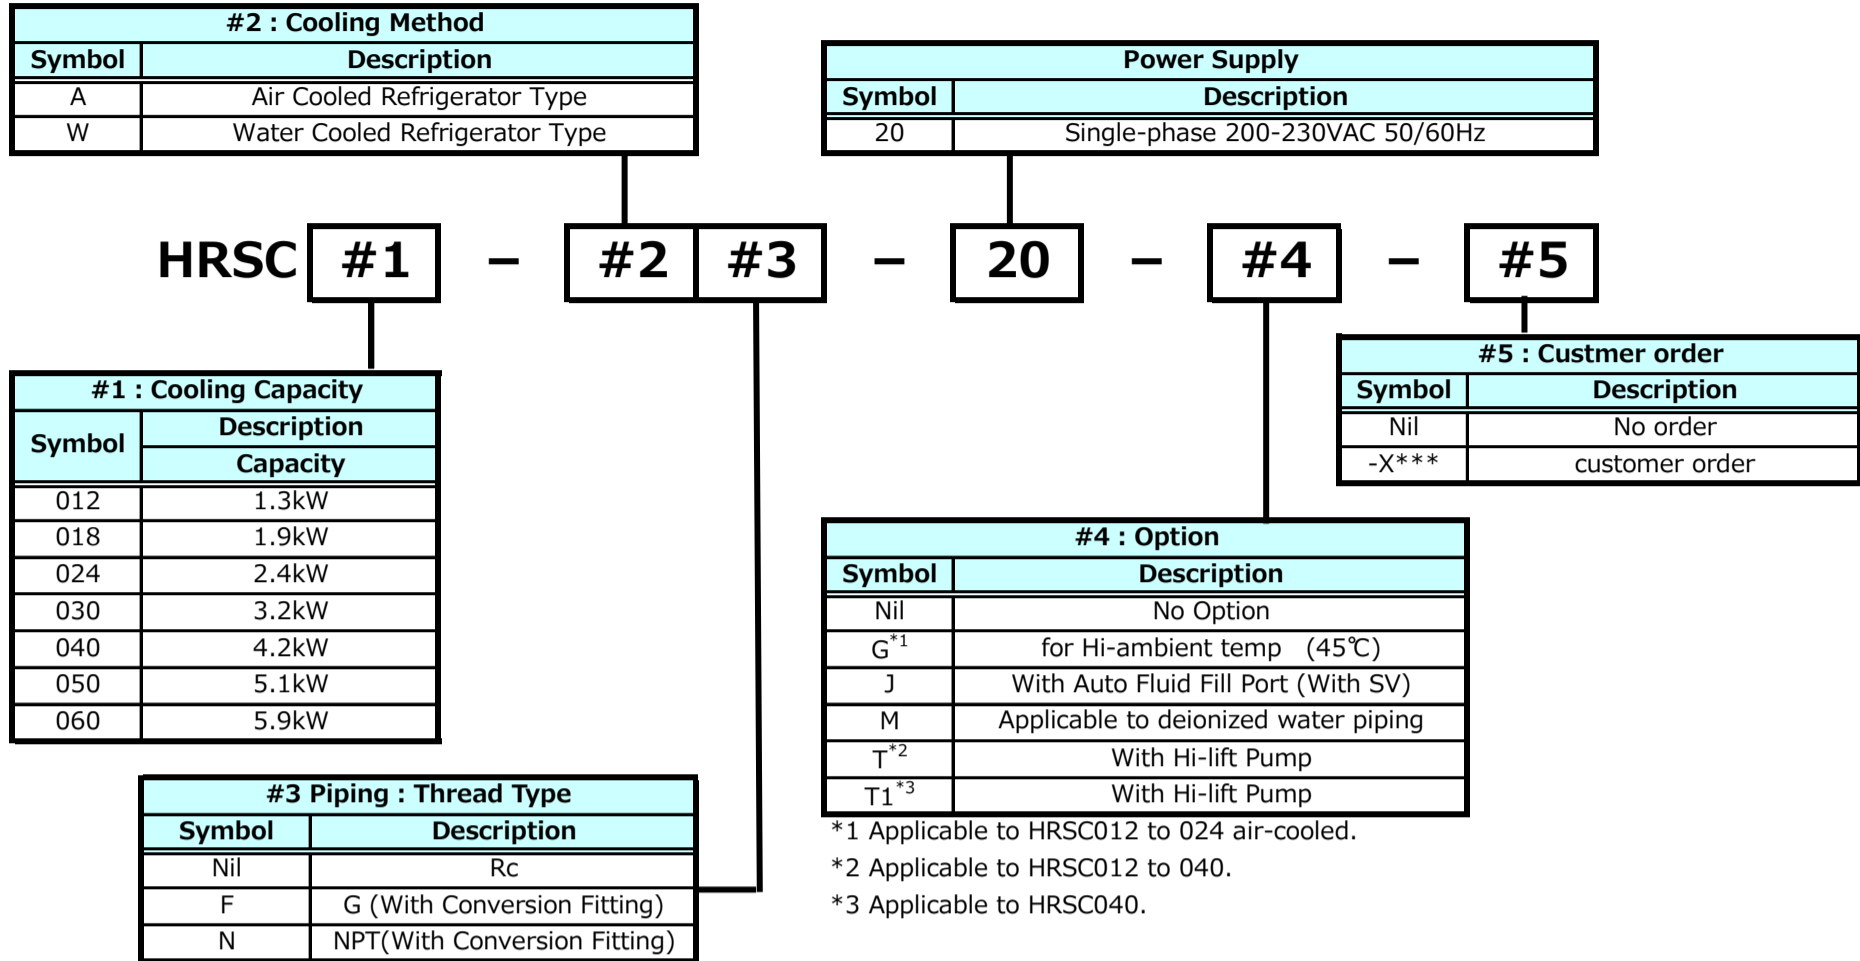 #2 : Cooling Method
Symbol Description
A Air Cooled Refrigerator Type
W Water Cooled Refrigerator Type
Power Supply
Symbol Description
20 Single-phase 200-230VAC 50/60Hz
HRSC #1 – #2 #3 – 20 – #4 – #5
#1 : Cooling Capacity
Symbol Description
Capacity
012 1.3kW
018 1.9kW
024 2.4kW
030 3.2kW
040 4.2kW
050 5.1kW
060 5.9kW
#5 : Custmer order
Symbol Description
Nil No order
-X*** customer order
#4 : Option
Symbol Description
Nil No Option
G*1 for Hi-ambient temp (45℃)
J With Auto Fluid Fill Port (With SV)
M Applicable to deionized water piping
T*2 With Hi-lift Pump
T1*3 With Hi-lift Pump
*1 Applicable to HRSC012 to 024 air-cooled.
*2 Applicable to HRSC012 to 040.
*3 Applicable to HRSC040.
#3 Piping : Thread Type
Symbol Description
Nil Rc
F G (With Conversion Fitting)
N NPT(With Conversion Fitting)